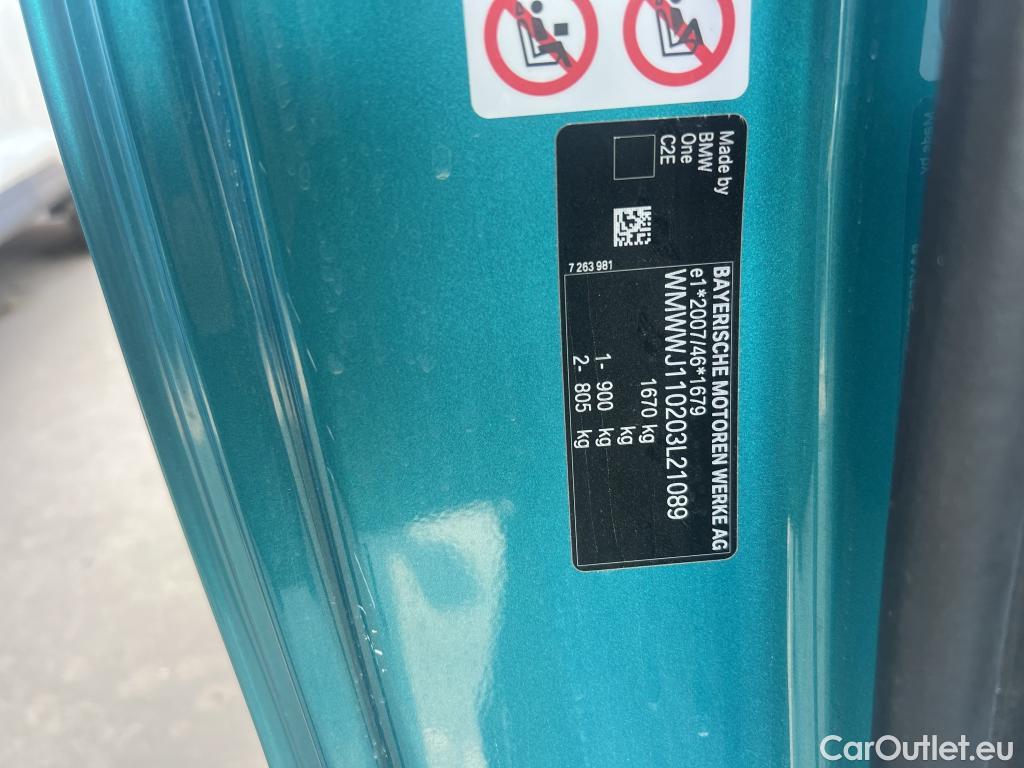 Made by
BMW
One
C2E
BAYERISCHE MOTOREN WERKE AG
e1*2007/46*1679
WMWWJ110203L21089
1670 kg
kg
1- 900 kg
2- 805 kg
7 263 981
CarOutlet.eu